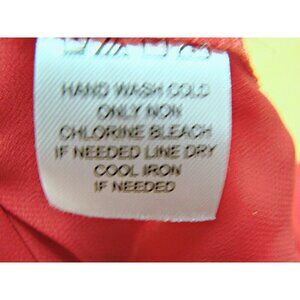 HAND WASH COLD
ONLY NON
CHLORINE BLEACH
IF NEEDED LINE DRY
COOL IRON
IF NEEDED